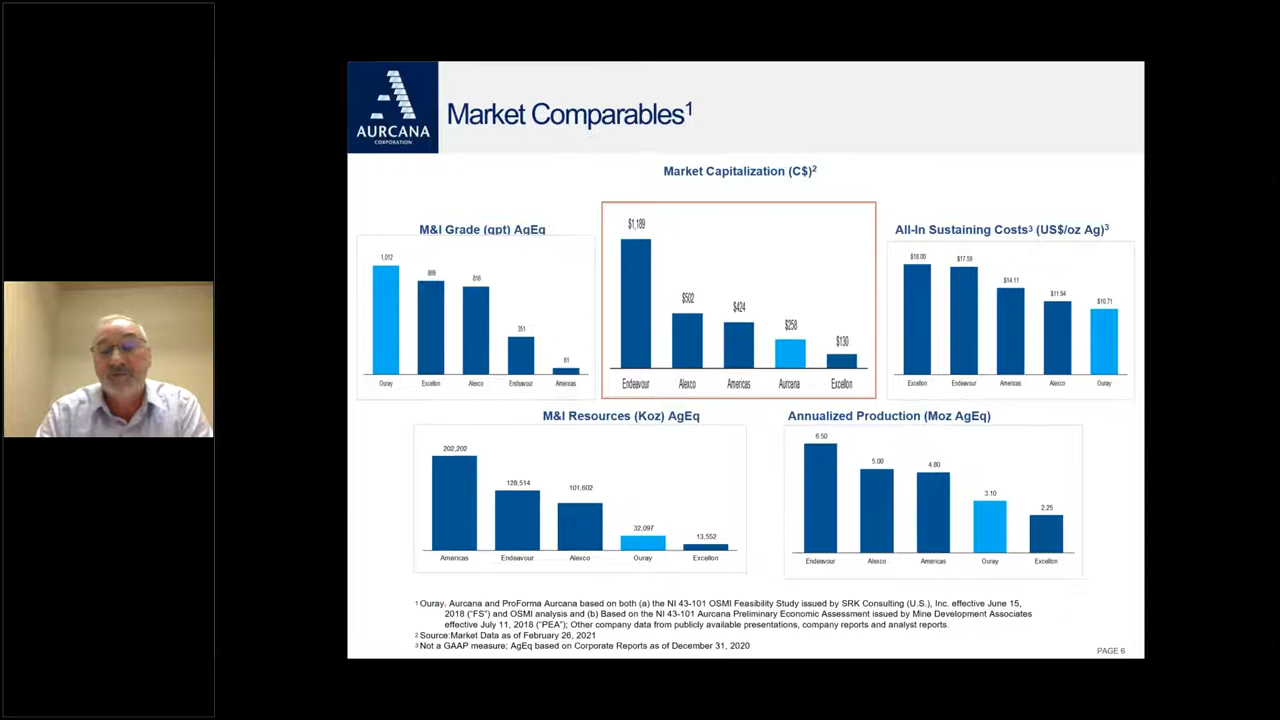 AURCANA
CORPORATION
Market Comparables¹
Market Capitalization (C$)²
$1,189
$502
$424
$258
$130
Endeavour Alexco Americas Aurcana Excellon
M&I Grade (gpt) AgEq
1,012
889
816
351
61
Ouray Excellon Alexco Endeavour Americas
All-In Sustaining Costs³ (US$/oz Ag)³
$18.00
$17.59
$14.11
$11.94
$10.71
Excellon Endeavour Americas Alexco Ouray
M&I Resources (Koz) AgEq
202,202
128,514
101,602
32,097
13,552
Americas Endeavour Alexco Ouray Excellon
Annualized Production (Moz AgEq)
6.50
5.00
4.80
3.10
2.25
Endeavour Alexco Americas Ouray Excellon
¹ Ouray, Aurcana and ProForma Aurcana based on both (a) the NI 43-101 OSMI Feasibility Study issued by SRK Consulting (U.S.), Inc. effective June 15,
2018 ("FS") and OSMI analysis and (b) Based on the NI 43-101 Aurcana Preliminary Economic Assessment issued by Mine Development Associates
effective July 11, 2018 ("PEA"); Other company data from publicly available presentations, company reports and analyst reports.
² Source:Market Data as of February 26, 2021
³ Not a GAAP measure; AgEq based on Corporate Reports as of December 31, 2020
PAGE 6